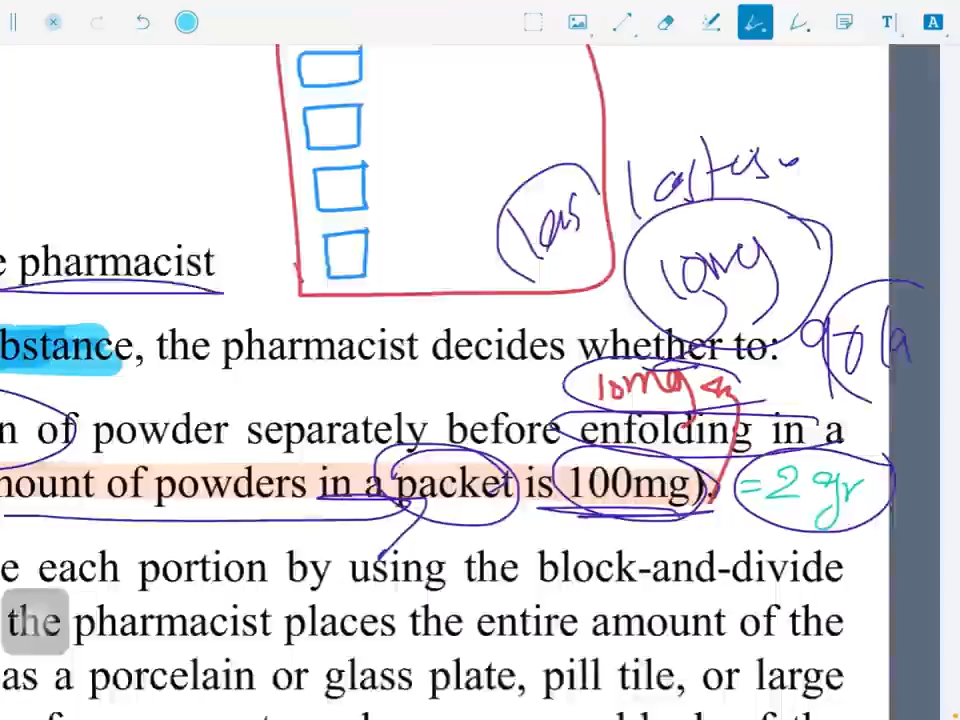 T
A
las
10mg
e pharmacist
bstance, the pharmacist decides whether to:
10mg
n of powder separately before enfolding in a
nount of powders in a packet is 100mg).
=2 gr
e each portion by using the block-and-divide
the pharmacist places the entire amount of the
as a porcelain or glass plate, pill tile, or large